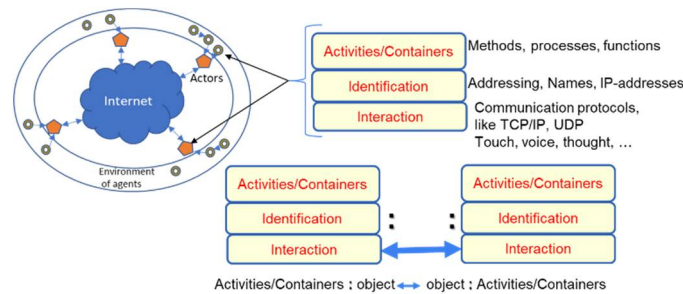 Internet
Actors
Environment
of agents
Activities/Containers
Methods, processes, functions
Identification
Addressing, Names, IP-addresses
Interaction
Communication protocols,
like TCP/IP, UDP
Touch, voice, thought, ...
Activities/Containers
Identification
Interaction
:
:
Activities/Containers
Identification
Interaction
Activities/Containers : object object : Activities/Containers